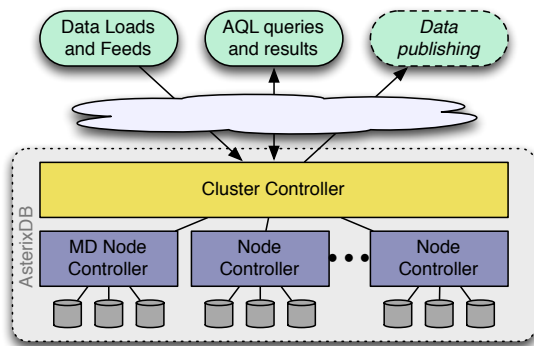 Data Loads
and Feeds
AQL queries
and results
Data
publishing
AsterixDB
Cluster Controller
MD Node
Controller
Node
Controller
Node
Controller